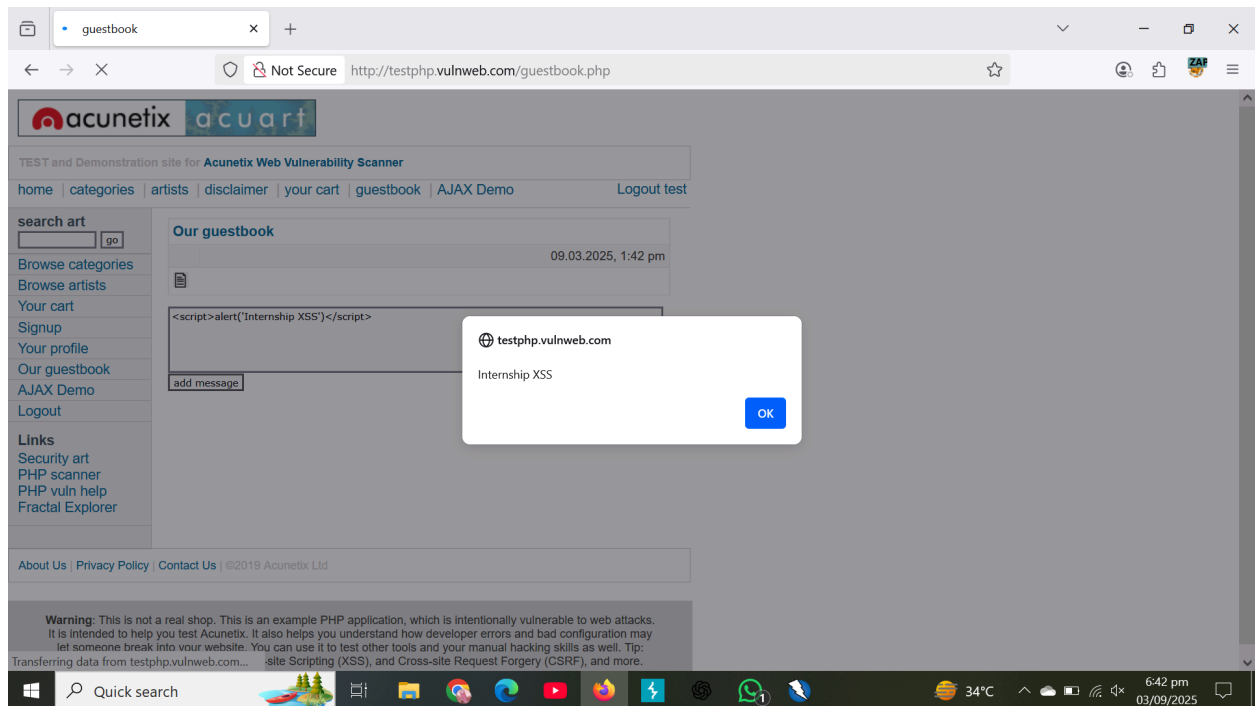 guestbook
Not Secure http://testphp.vulnweb.com/guestbook.php
ZAP
acunetix acuart
TEST and Demonstration site for Acunetix Web Vulnerability Scanner
home | categories | artists | disclaimer | your cart | guestbook | AJAX Demo Logout test
search art
go
Browse categories
Browse artists
Your cart
Signup
Your profile
Our guestbook
AJAX Demo
Logout
Links
Security art
PHP scanner
PHP vuln help
Fractal Explorer
Our guestbook
09.03.2025, 1:42 pm
<script>alert('Internship XSS')</script>
add message
testphp.vulnweb.com
Internship XSS
OK
About Us | Privacy Policy | Contact Us | ©2019 Acunetix Ltd
Warning: This is not a real shop. This is an example PHP application, which is intentionally vulnerable to web attacks.
It is intended to help you test Acunetix. It also helps you understand how developer errors and bad configuration may
let someone break into your website. You can use it to test other tools and your manual hacking skills as well. Tip:
-site Scripting (XSS), and Cross-site Request Forgery (CSRF), and more.
Transferring data from testphp.vulnweb.com...
Quick search
1
34°C
6:42 pm
03/09/2025